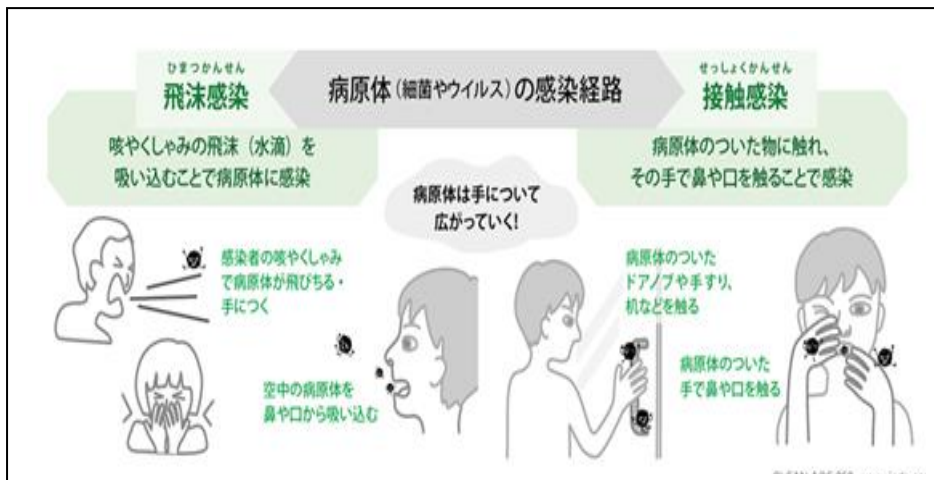 ひまつかんせん
飛沫感染
病原体(細菌やウイルス)の感染経路
せっしょくかんせん
接触感染
咳やくしゃみの飛沫(水滴)を
吸い込むことで病原体に感染
病原体のついた物に触れ、
その手で鼻や口を触ることで感染
病原体は手について
広がっていく!
感染者の咳やくしゃみ
で病原体が飛びちる・
手につく
空中の病原体を
鼻や口から吸い込む
病原体のついた
ドアノブや手すり、
机などを触る
病原体のついた
手で鼻や口を触る